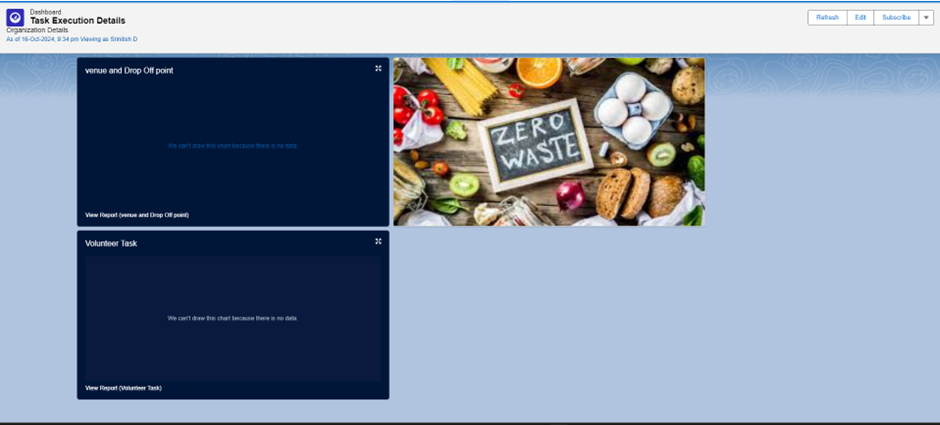 Dashboard
Task Execution Details
Organization Details
As of 16-Oct-2024, 9:34 pm Viewing as Srinitish D
Refresh
Edit
Subscribe
venue and Drop Off point
We can't draw this chart because there is no data.
View Report (venue and Drop Off point)
ZERO
WASTE
Volunteer Task
We can't draw this chart because there is no data.
View Report (Volunteer Task)